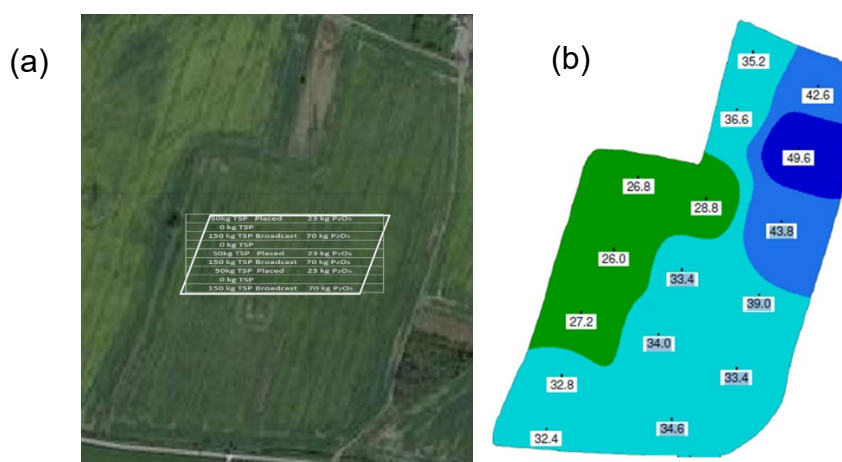 (a)
50kg TSP Placed 23 kg P₂O₅
0 kg TSP
150 kg TSP Broadcast 70 kg P₂O₅
0 kg TSP
50kg TSP Placed 23 kg P₂O₅
150 kg TSP Broadcast 70 kg P₂O₅
50kg TSP Placed 23 kg P₂O₅
0 kg TSP
150 kg TSP Broadcast 70 kg P₂O₅
(b)
35.2
42.6
36.6
49.6
26.8
28.8
43.8
26.0
33.4
39.0
27.2
34.0
33.4
32.8
34.6
32.4